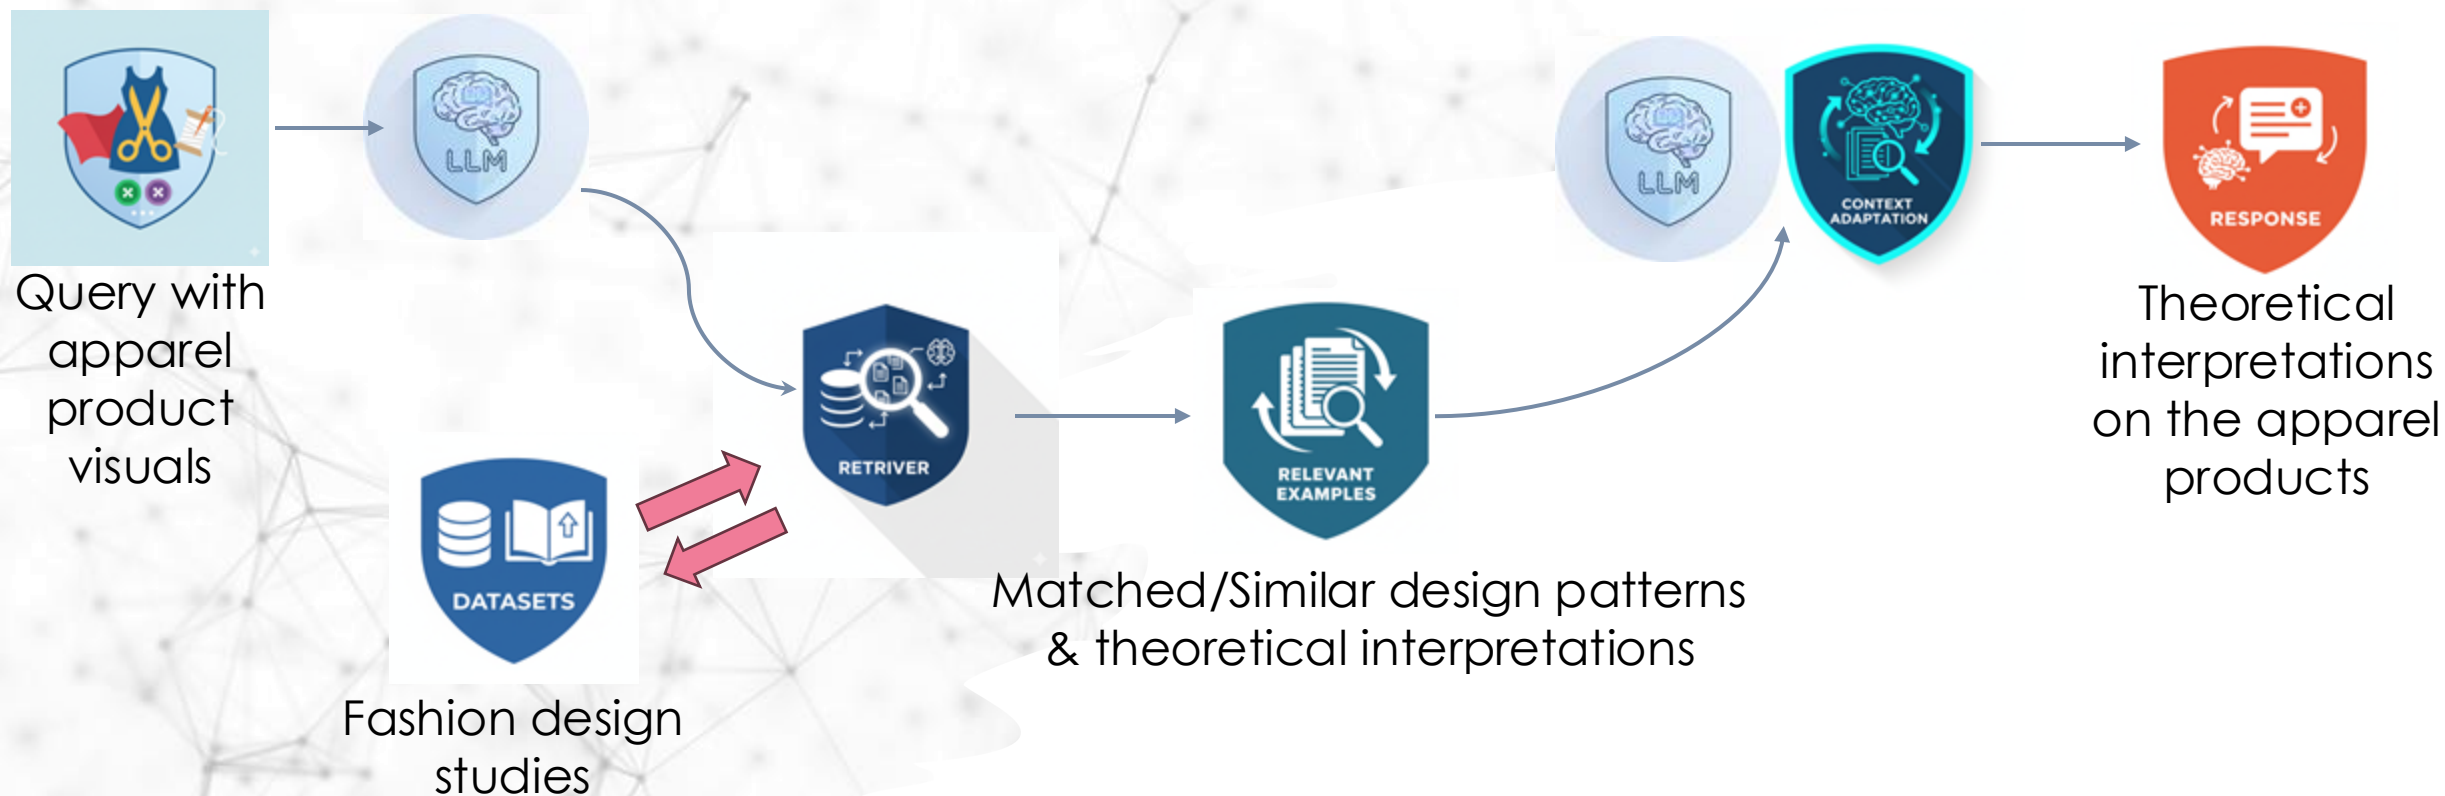 Query with
apparel
product
visuals
LLM
DATASETS
Fashion design
studies
RETRIVER
RELEVANT
EXAMPLES
Matched/Similar design patterns
& theoretical interpretations
LLM
CONTEXT
ADAPTATION
RESPONSE
Theoretical
interpretations
on the apparel
products